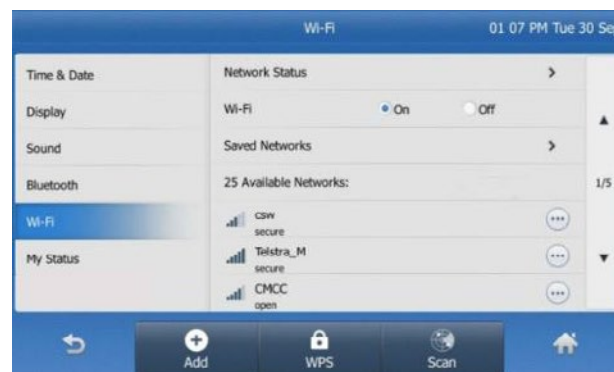 Wi-Fi
01 07 PM Tue 30 Se
Time & Date
Display
Sound
Bluetooth
Wi-Fi
My Status
Network Status
Wi-Fi On Off
Saved Networks
25 Available Networks:
csw
secure
Telstra_M
secure
CMCC
open
1/5
Add
WPS
Scan